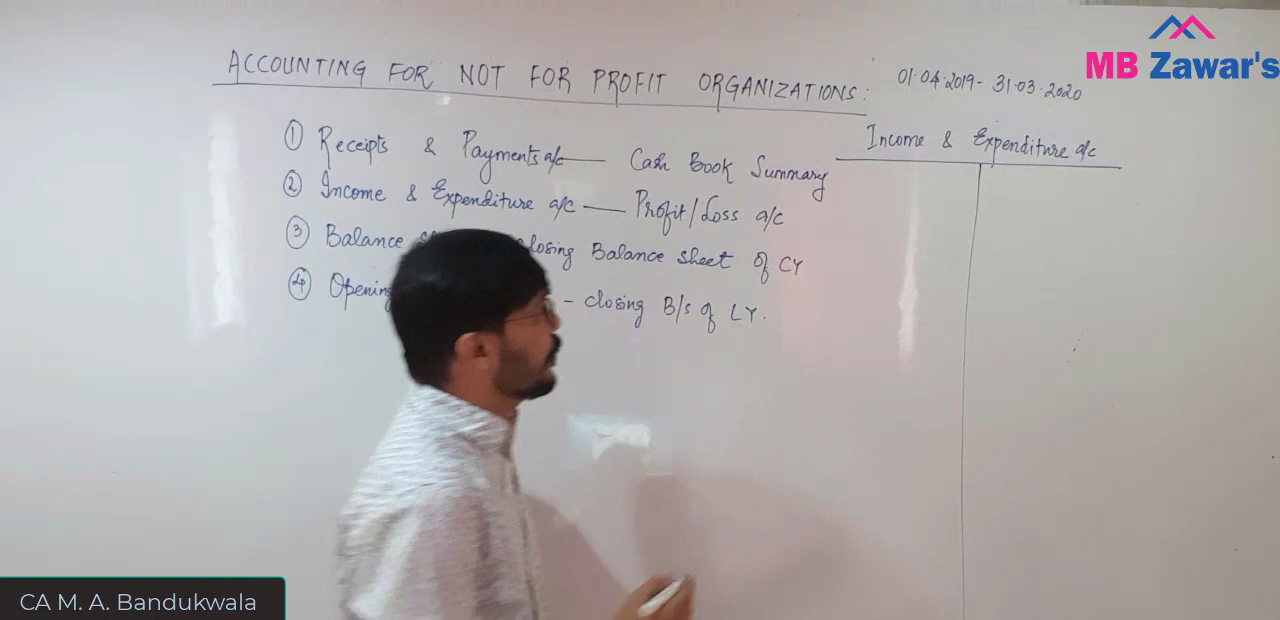 MB Zawar's
ACCOUNTING FOR NOT FOR PROFIT ORGANIZATIONS:
01.04.2019 - 31.03.2020
① Receipts & Payments a/c — Cash Book Summary
② Income & Expenditure a/c — Profit/Loss a/c
③ Balance closing Balance sheet of CY
④ Opening - closing B/s of LY.
Income & Expenditure a/c
CA M. A. Bandukwala